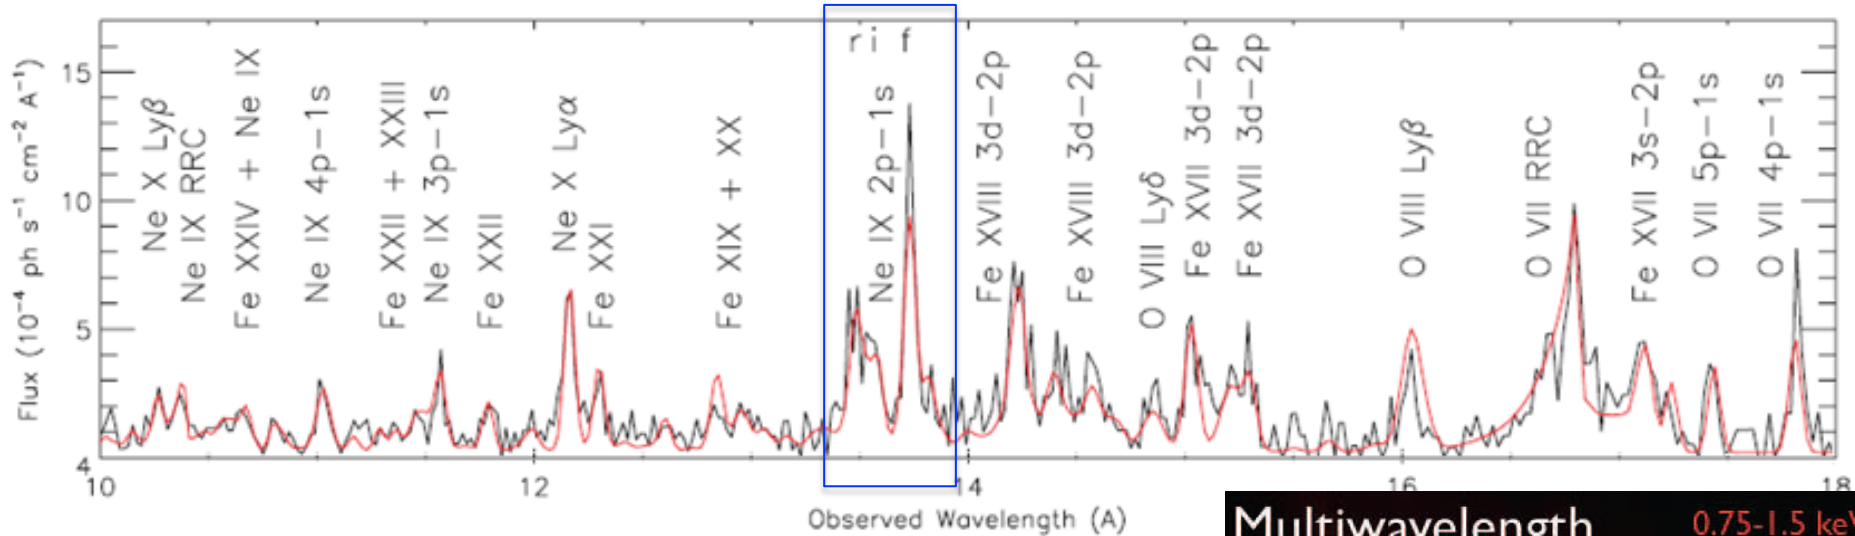 Flux (10⁻⁴ ph s⁻¹ cm⁻² A⁻¹)
15
10
5
4
Ne X Lyβ
Ne IX RRC
Fe XXIV + Ne IX
Ne IX 4p-1s
Fe XXII + XXIII
Ne IX 3p-1s
Fe XXII
Ne X Lyα
Fe XXI
Fe XIX + XX
r i f
Ne IX 2p-1s
Fe XVIII 3d-2p
Fe XVIII 3d-2p
O VIII Lyδ
Fe XVII 3d-2p
Fe XVII 3d-2p
O VIII Lyβ
O VII RRC
Fe XVII 3s-2p
O VII 5p-1s
O VII 4p-1s
10
12
14
16
18
Observed Wavelength (A)
Multiwavelength
0.75-1.5 keV